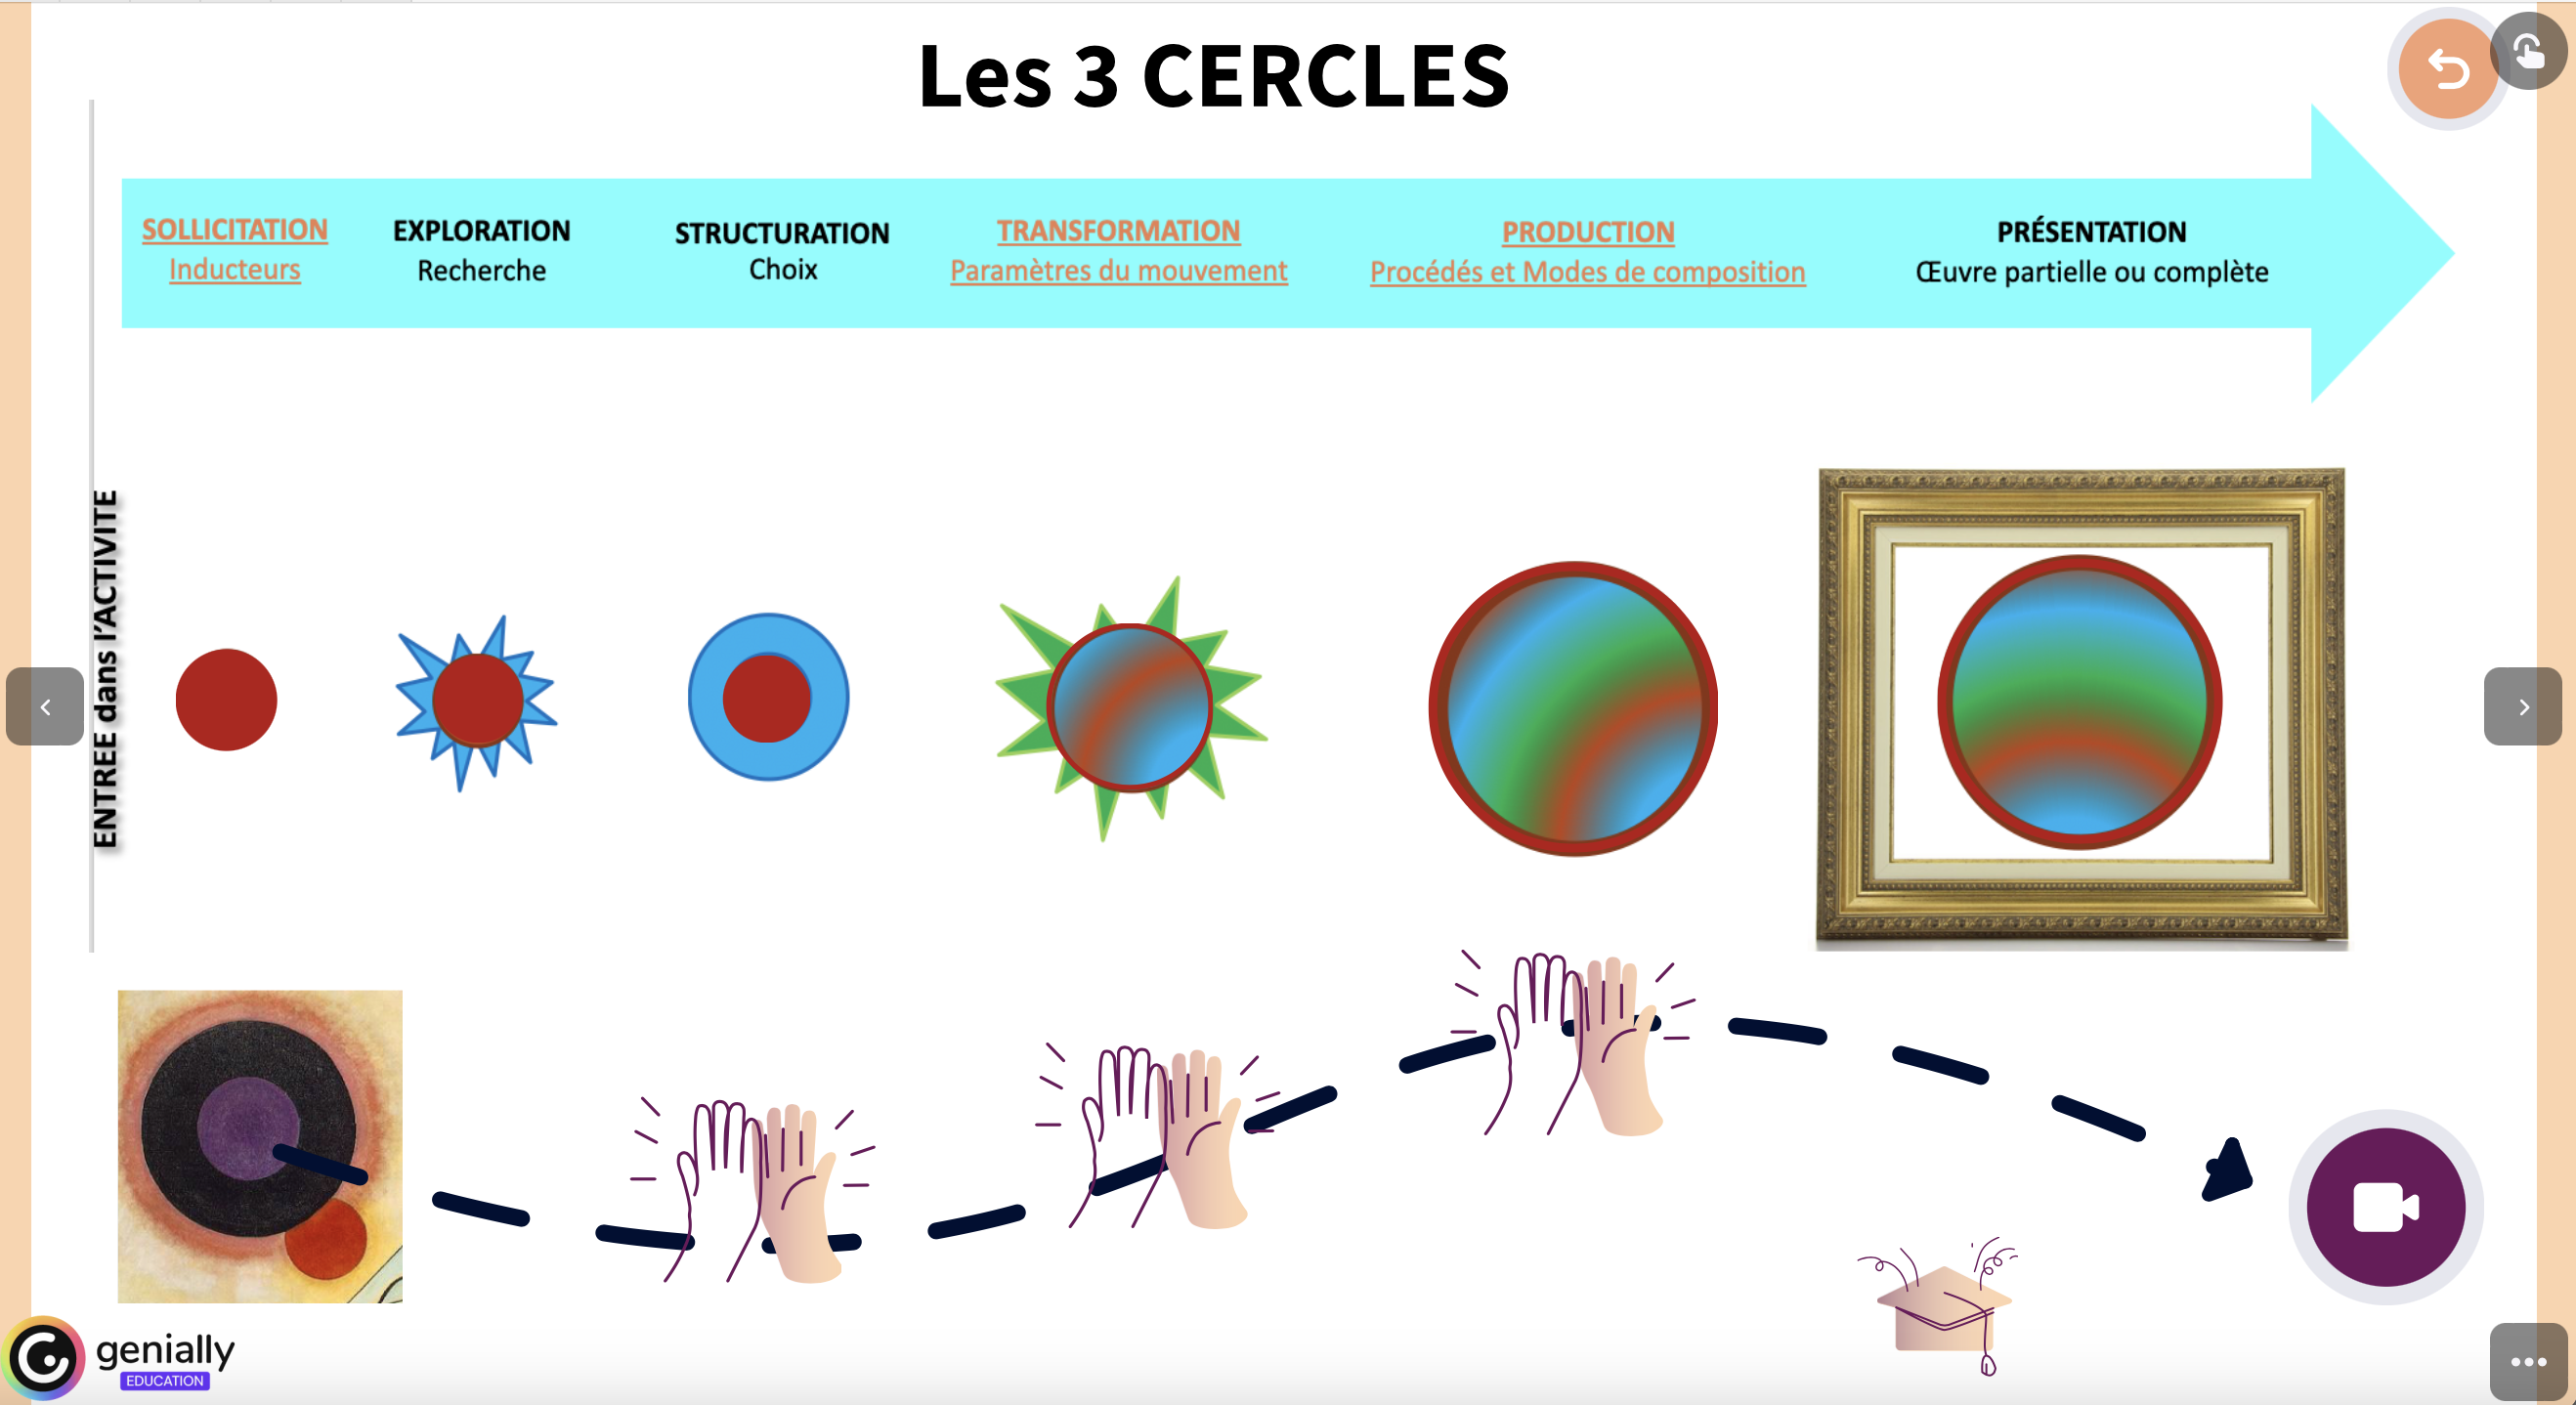 Les 3 CERCLES
SOLLICITATION
Inducteurs
EXPLORATION
Recherche
STRUCTURATION
Choix
TRANSFORMATION
Paramètres du mouvement
PRODUCTION
Procédés et Modes de composition
PRÉSENTATION
Œuvre partielle ou complète
ENTREE dans l'ACTIVITE
genially
EDUCATION